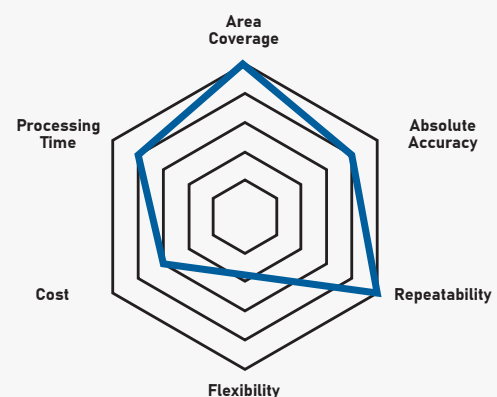 Area
Coverage
Processing
Time
Absolute
Accuracy
Cost
Repeatability
Flexibility